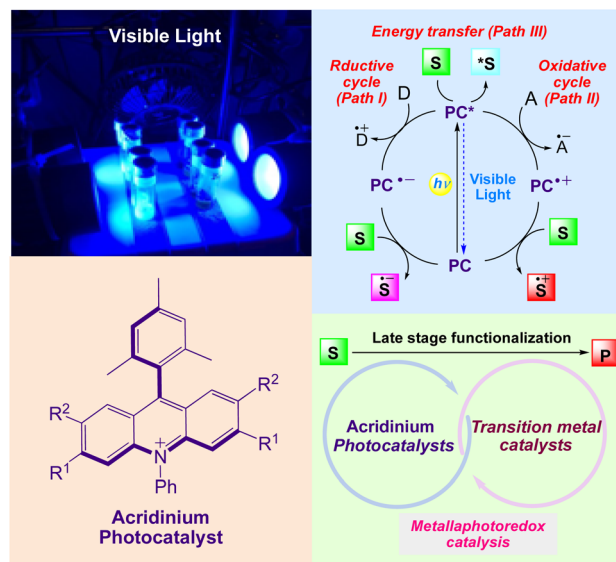 Visible Light
Energy transfer (Path III)
S
*S
Rductive
cycle
(Path I)
Oxidative
cycle
(Path II)
D
PC*
A
D•+
A•−
PC•−
hν
Visible
Light
PC•+
S
S
PC
S•−
S•+
R2
R2
R1
R1
N+
Ph
Acridinium
Photocatalyst
Late stage functionalization
S
P
Acridinium
Photocatalysts
Transition metal
catalysts
Metallaphotoredox
catalysis